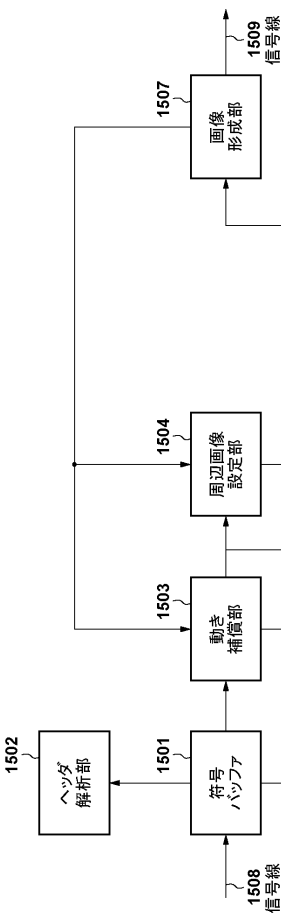 1502
ヘッダ
解析部
1501
符号
バッファ
1508
信号線
1503
動き
補償部
1504
周辺画像
設定部
1507
画像
形成部
1509
信号線